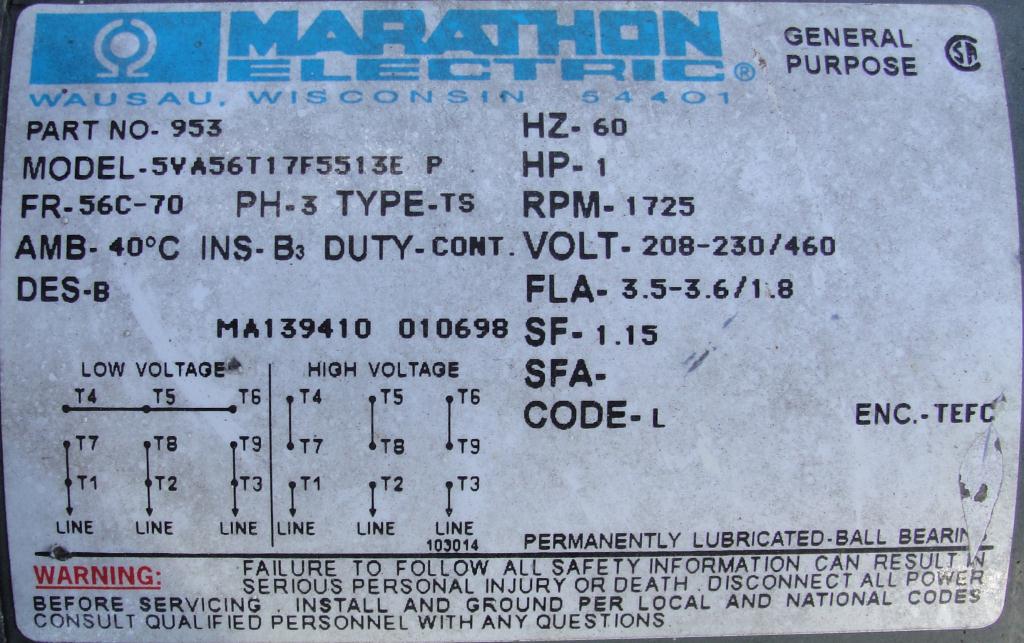 MARATHON
ELECTRIC®
WAUSAU, WISCONSIN 54401
GENERAL
PURPOSE
PART NO- 953
MODEL-5VA56T17F5513E P
FR-56C-70 PH-3 TYPE-TS
AMB- 40°C INS-B3 DUTY-CONT.
DES-B
MA139410 010698
HZ- 60
HP- 1
RPM- 1725
VOLT- 208-230/460
FLA- 3.5-3.6/1.8
SF- 1.15
SFA-
CODE- L ENC.-TEFC
LOW VOLTAGE HIGH VOLTAGE
T4 T5 T6 T4 T5 T6
T7 T8 T9 T7 T8 T9
T1 T2 T3 T1 T2 T3
LINE LINE LINE LINE LINE LINE
103014
PERMANENTLY LUBRICATED-BALL BEARING
WARNING: FAILURE TO FOLLOW ALL SAFETY INFORMATION CAN RESULT IN
SERIOUS PERSONAL INJURY OR DEATH. DISCONNECT ALL POWER
BEFORE SERVICING. INSTALL AND GROUND PER LOCAL AND NATIONAL CODES
CONSULT QUALIFIED PERSONNEL WITH ANY QUESTIONS.